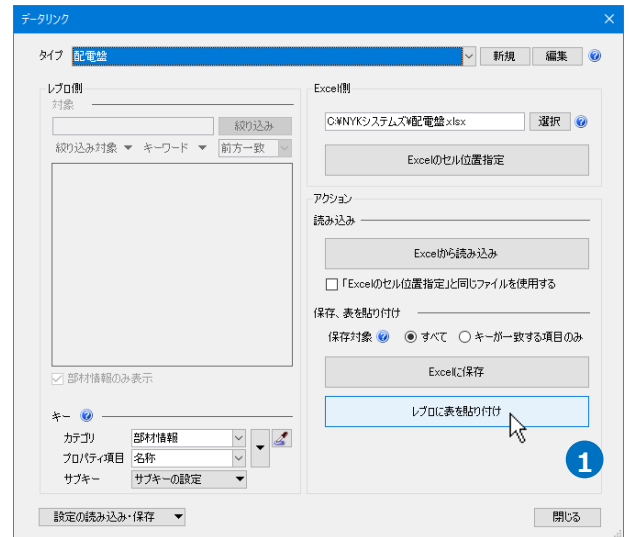 データリンク
タイプ 配電盤 新規 編集
レブロ側
対象
絞り込み
絞り込み対象 キーワード 前方一致
部材情報のみ表示
キー
カテゴリ 部材情報
プロパティ項目 名称
サブキー サブキーの設定
設定の読み込み・保存
Excel側
C:¥NYKシステムズ¥配電盤.xlsx 選択
Excelのセル位置指定
アクション
読み込み
Excelから読み込み
「Excelのセル位置指定」と同じファイルを使用する
保存、表を貼り付け
保存対象 すべて キーが一致する項目のみ
Excelに保存
レブロに表を貼り付け
1
閉じる